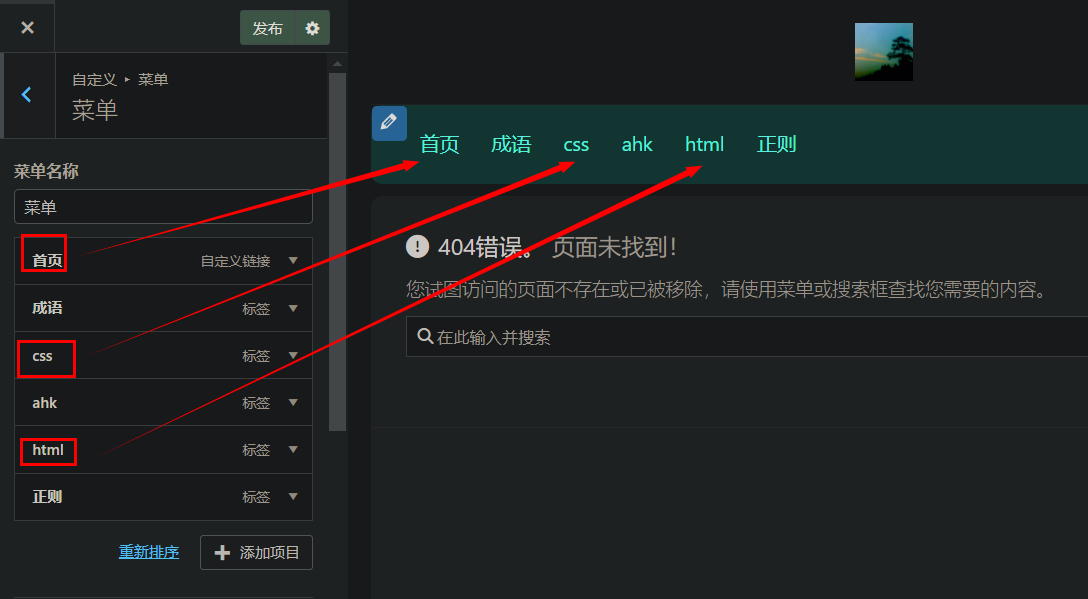 发布
自定义 ▸ 菜单
菜单
菜单名称
菜单
首页 自定义链接
成语 标签
css 标签
ahk 标签
html 标签
正则 标签
重新排序 添加项目
首页 成语 css ahk html 正则
404错误。 页面未找到！
您试图访问的页面不存在或已被移除，请使用菜单或搜索框查找您需要的内容。
在此输入并搜索